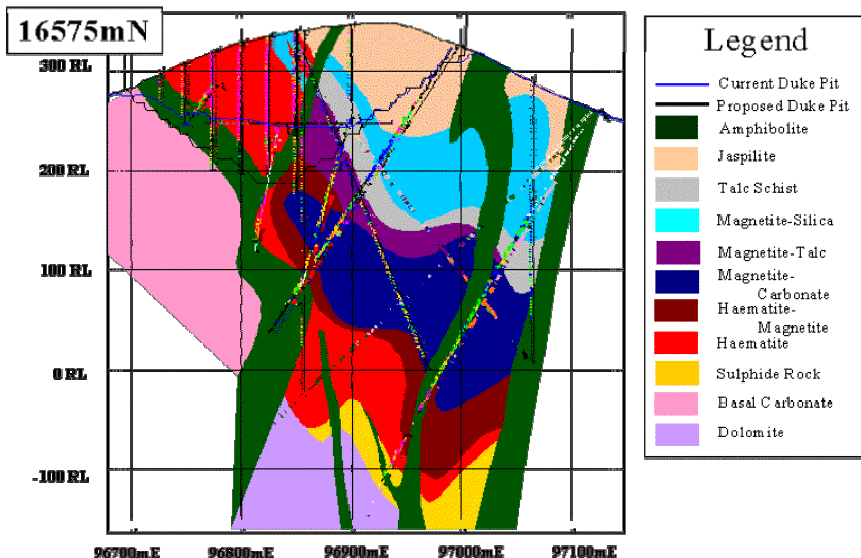 16575mN
300 RL
200 RL
100 RL
0 RL
-100 RL
96700mE 96800mE 96900mE 97000mE 97100mE
Legend
Current Duke Pit
Proposed Duke Pit
Amphibolite
Jaspilite
Talc Schist
Magnetite-Silica
Magnetite-Talc
Magnetite-
Carbonate
Haematite-
Magnetite
Haematite
Sulphide Rock
Basal Carbonate
Dolomite